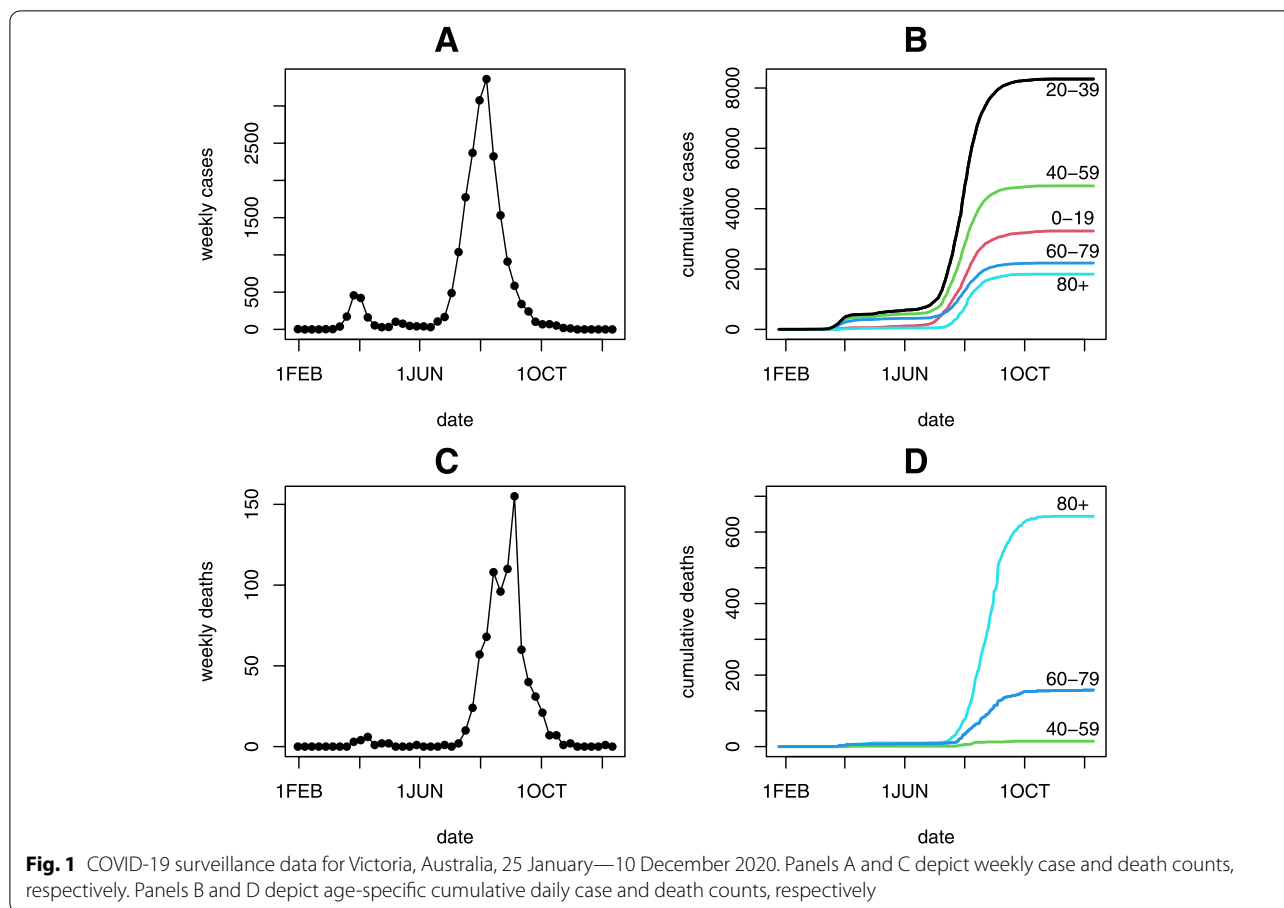 A
weekly cases
0
500
1500
2500
1FEB
1JUN
1OCT
date
B
cumulative cases
0
2000
4000
6000
8000
20–39
40–59
0–19
60–79
80+
1FEB
1JUN
1OCT
date
C
weekly deaths
0
50
100
150
1FEB
1JUN
1OCT
date
D
cumulative deaths
0
200
400
600
80+
60–79
40–59
1FEB
1JUN
1OCT
date
Fig. 1 COVID-19 surveillance data for Victoria, Australia, 25 January—10 December 2020. Panels A and C depict weekly case and death counts,
respectively. Panels B and D depict age-specific cumulative daily case and death counts, respectively